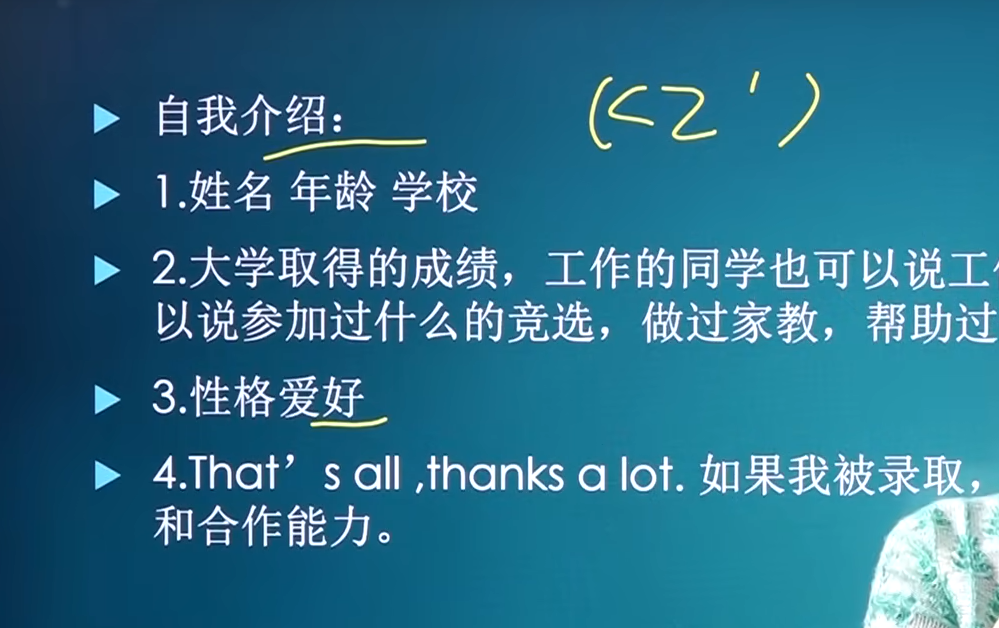 自我介绍：
(<2')
1.姓名 年龄 学校
2.大学取得的成绩，工作的同学也可以说工
以说参加过什么的竞选，做过家教，帮助过
3.性格爱好
4.That’s all ,thanks a lot. 如果我被录取，
和合作能力。